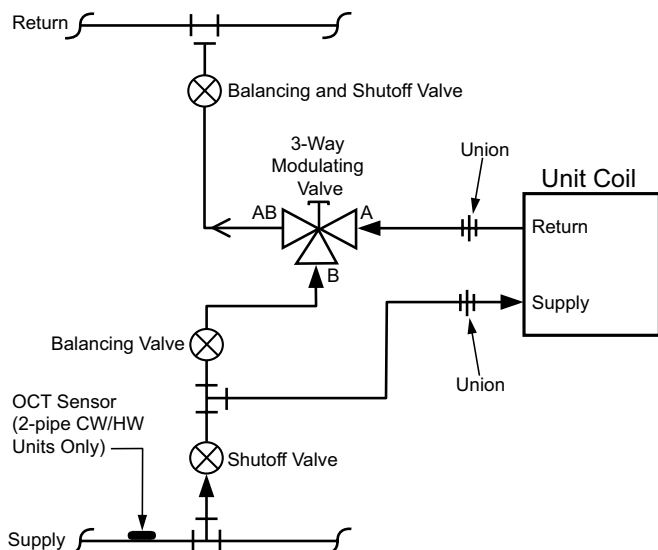 Return
Balancing and Shutoff Valve
3-Way
Modulating
Valve
Union
Unit Coil
AB
A
Return
B
Supply
Balancing Valve
Union
OCT Sensor
(2-pipe CW/HW
Units Only)
Shutoff Valve
Supply